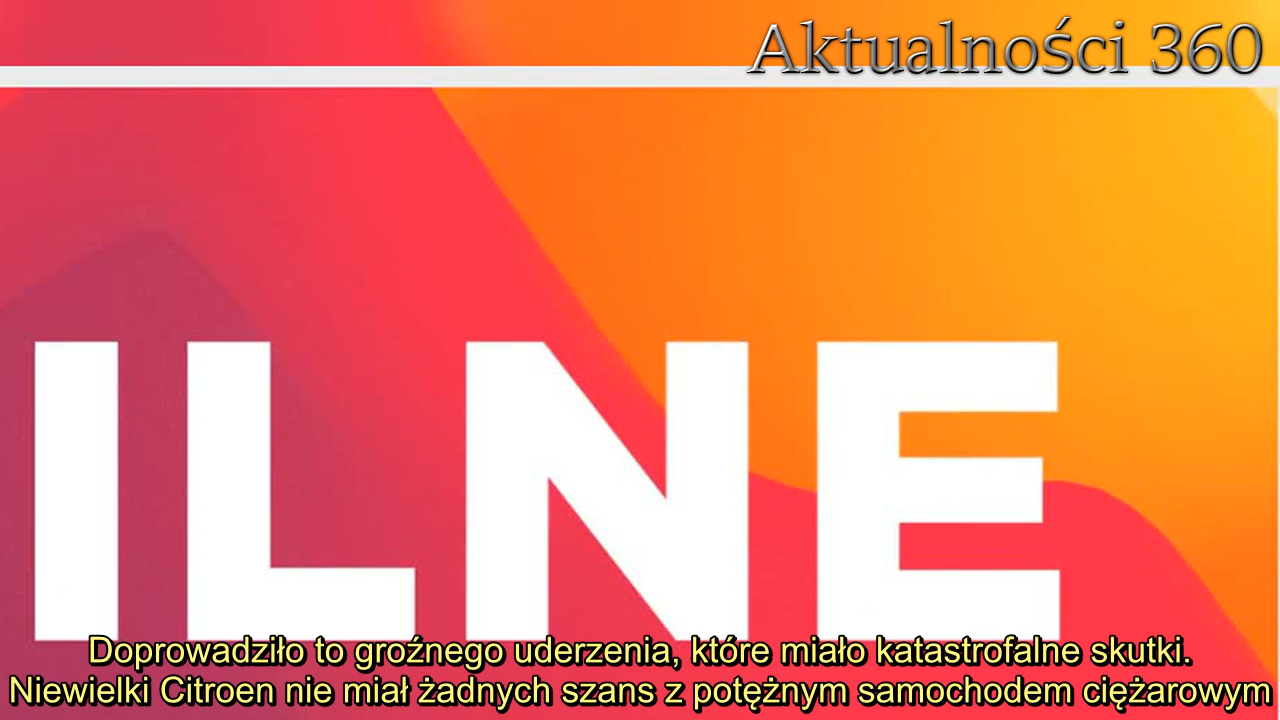 Aktualności 360
ILNE
Doprowadziło to groźnego uderzenia, które miało katastrofalne skutki.
Niewielki Citroen nie miał żadnych szans z potężnym samochodem ciężarowym